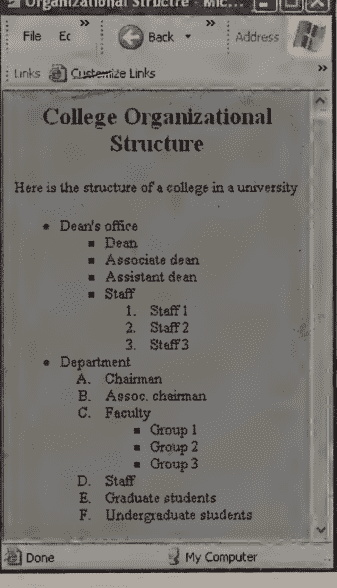 Organizational Structre - Mic...
File Ec » Back » Address
Links Customize Links »
College Organizational
Structure
Here is the structure of a college in a university
• Dean's office
▪ Dean
▪ Associate dean
▪ Assistant dean
▪ Staff
1. Staff 1
2. Staff 2
3. Staff 3
• Department
A. Chairman
B. Assoc. chairman
C. Faculty
▪ Group 1
▪ Group 2
▪ Group 3
D. Staff
E. Graduate students
F. Undergraduate students
Done My Computer